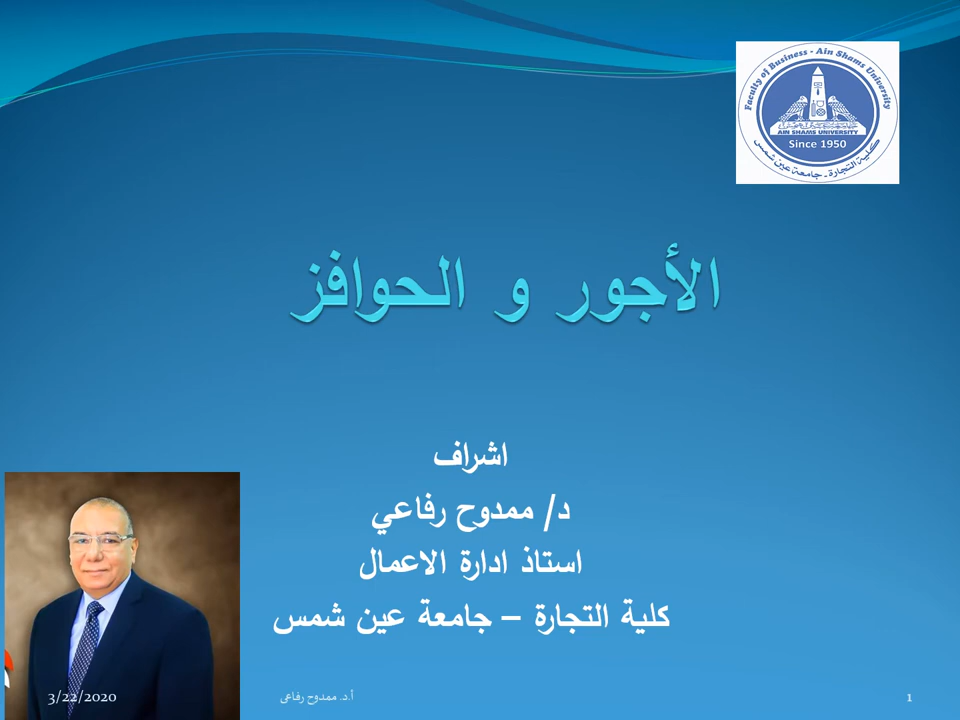 Faculty of Business - Ain Shams University
AIN SHAMS UNIVERSITY
Since 1950
كلية التجارة - جامعة عين شمس
الأجور و الحوافز
اشراف
د/ ممدوح رفاعي
استاذ ادارة الاعمال
كلية التجارة – جامعة عين شمس
3/22/2020
أ.د. ممدوح رفاعى
1